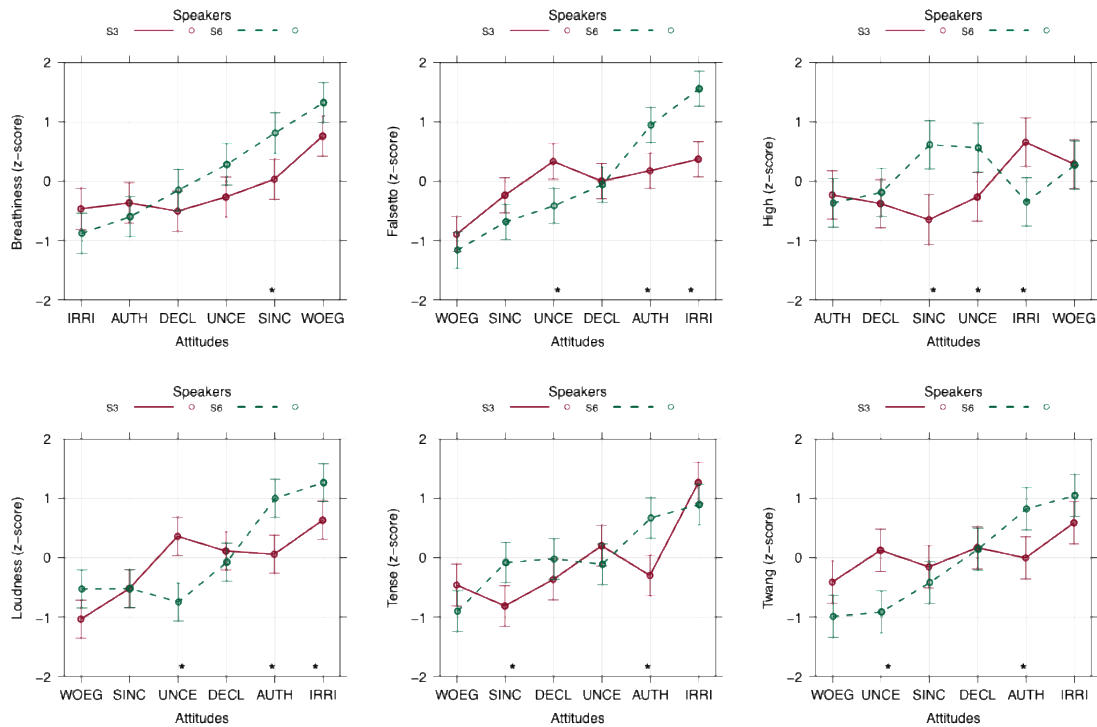 Speakers
S3 S6
Breathiness (z-score)
2
1
0
−1
−2
* 
IRRI AUTH DECL UNCE SINC WOEG
Attitudes
Speakers
S3 S6
Falsetto (z-score)
2
1
0
−1
−2
* * *
WOEG SINC UNCE DECL AUTH IRRI
Attitudes
Speakers
S3 S6
High (z-score)
2
1
0
−1
−2
* * *
AUTH DECL SINC UNCE IRRI WOEG
Attitudes
Speakers
S3 S6
Loudness (z-score)
2
1
0
−1
−2
* * *
WOEG SINC UNCE DECL AUTH IRRI
Attitudes
Speakers
S3 S6
Tense (z-score)
2
1
0
−1
−2
* *
WOEG SINC DECL UNCE AUTH IRRI
Attitudes
Speakers
S3 S6
Twang (z-score)
2
1
0
−1
−2
* *
WOEG UNCE SINC DECL AUTH IRRI
Attitudes